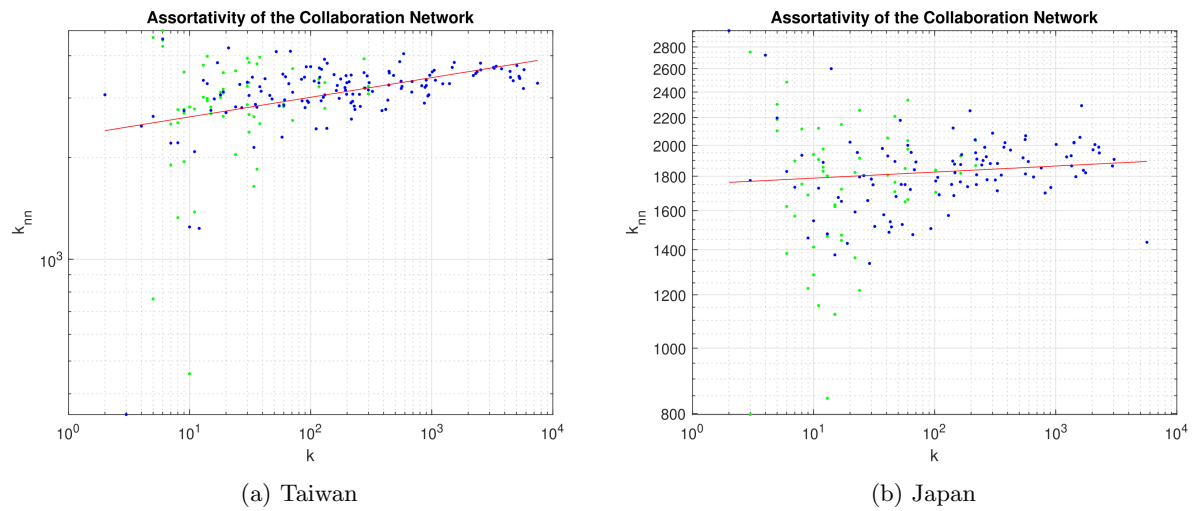 Assortativity of the Collaboration Network
k_nn
10^3
10^0 10^1 10^2 10^3 10^4
k
(a) Taiwan
Assortativity of the Collaboration Network
k_nn
2800
2600
2400
2200
2000
1800
1600
1400
1200
1000
800
10^0 10^1 10^2 10^3 10^4
k
(b) Japan